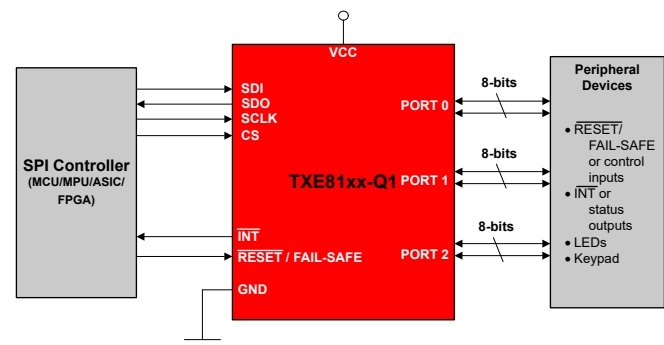 VCC
SPI Controller
(MCU/MPU/ASIC/
FPGA)
SDI
SDO
SCLK
CS
INT
RESET / FAIL-SAFE
GND
TXE81xx-Q1
PORT 0
PORT 1
PORT 2
8-bits
8-bits
8-bits
Peripheral
Devices
• RESET/
FAIL-SAFE
or control
inputs
• INT or
status
outputs
• LEDs
• Keypad